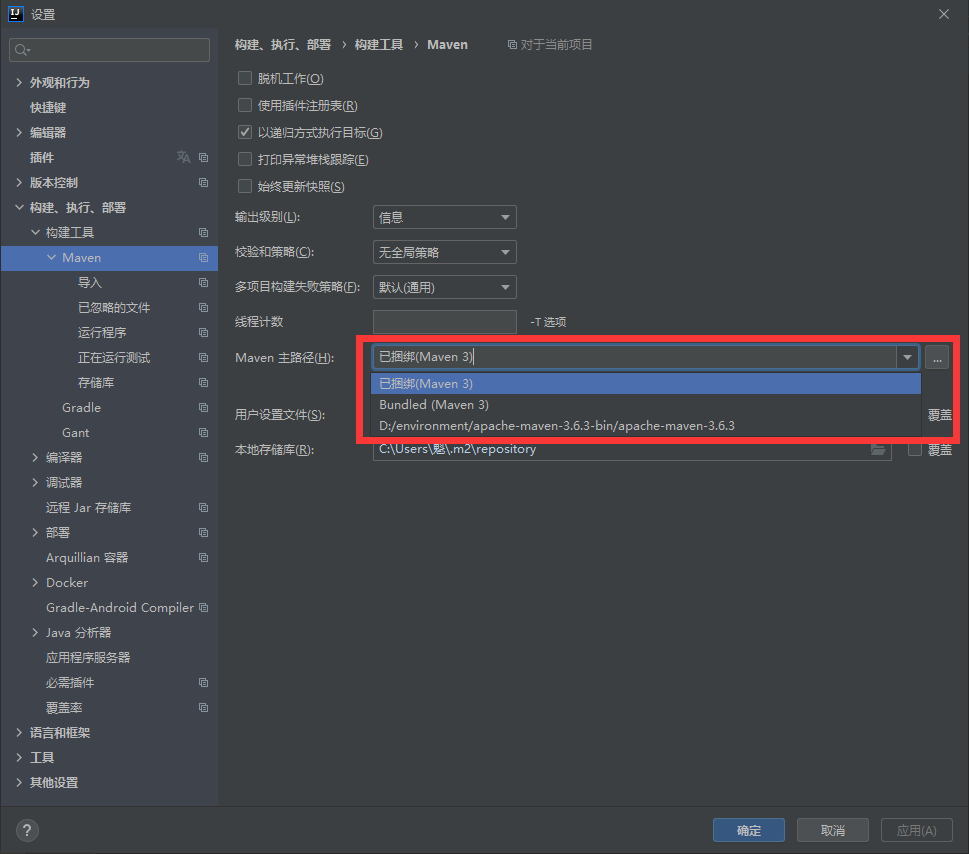 设置
外观和行为
快捷键
编辑器
插件
版本控制
构建、执行、部署
构建工具
Maven
导入
已忽略的文件
运行程序
正在运行测试
存储库
Gradle
Gant
编译器
调试器
远程 Jar 存储库
部署
Arquillian 容器
Docker
Gradle-Android Compiler
Java 分析器
应用程序服务器
必需插件
覆盖率
语言和框架
工具
其他设置
构建、执行、部署 › 构建工具 › Maven 对于当前项目
脱机工作(O)
使用插件注册表(R)
以递归方式执行目标(G)
打印异常堆栈跟踪(E)
始终更新快照(S)
输出级别(L): 信息
校验和策略(C): 无全局策略
多项目构建失败策略(F): 默认(通用)
线程计数 -T 选项
Maven 主路径(H): 已捆绑(Maven 3) ...
已捆绑(Maven 3)
Bundled (Maven 3)
用户设置文件(S): 覆盖
D:/environment/apache-maven-3.6.3-bin/apache-maven-3.6.3
本地存储库(R): C:\Users\魁\.m2\repository 覆盖
? 确定 取消 应用(A)